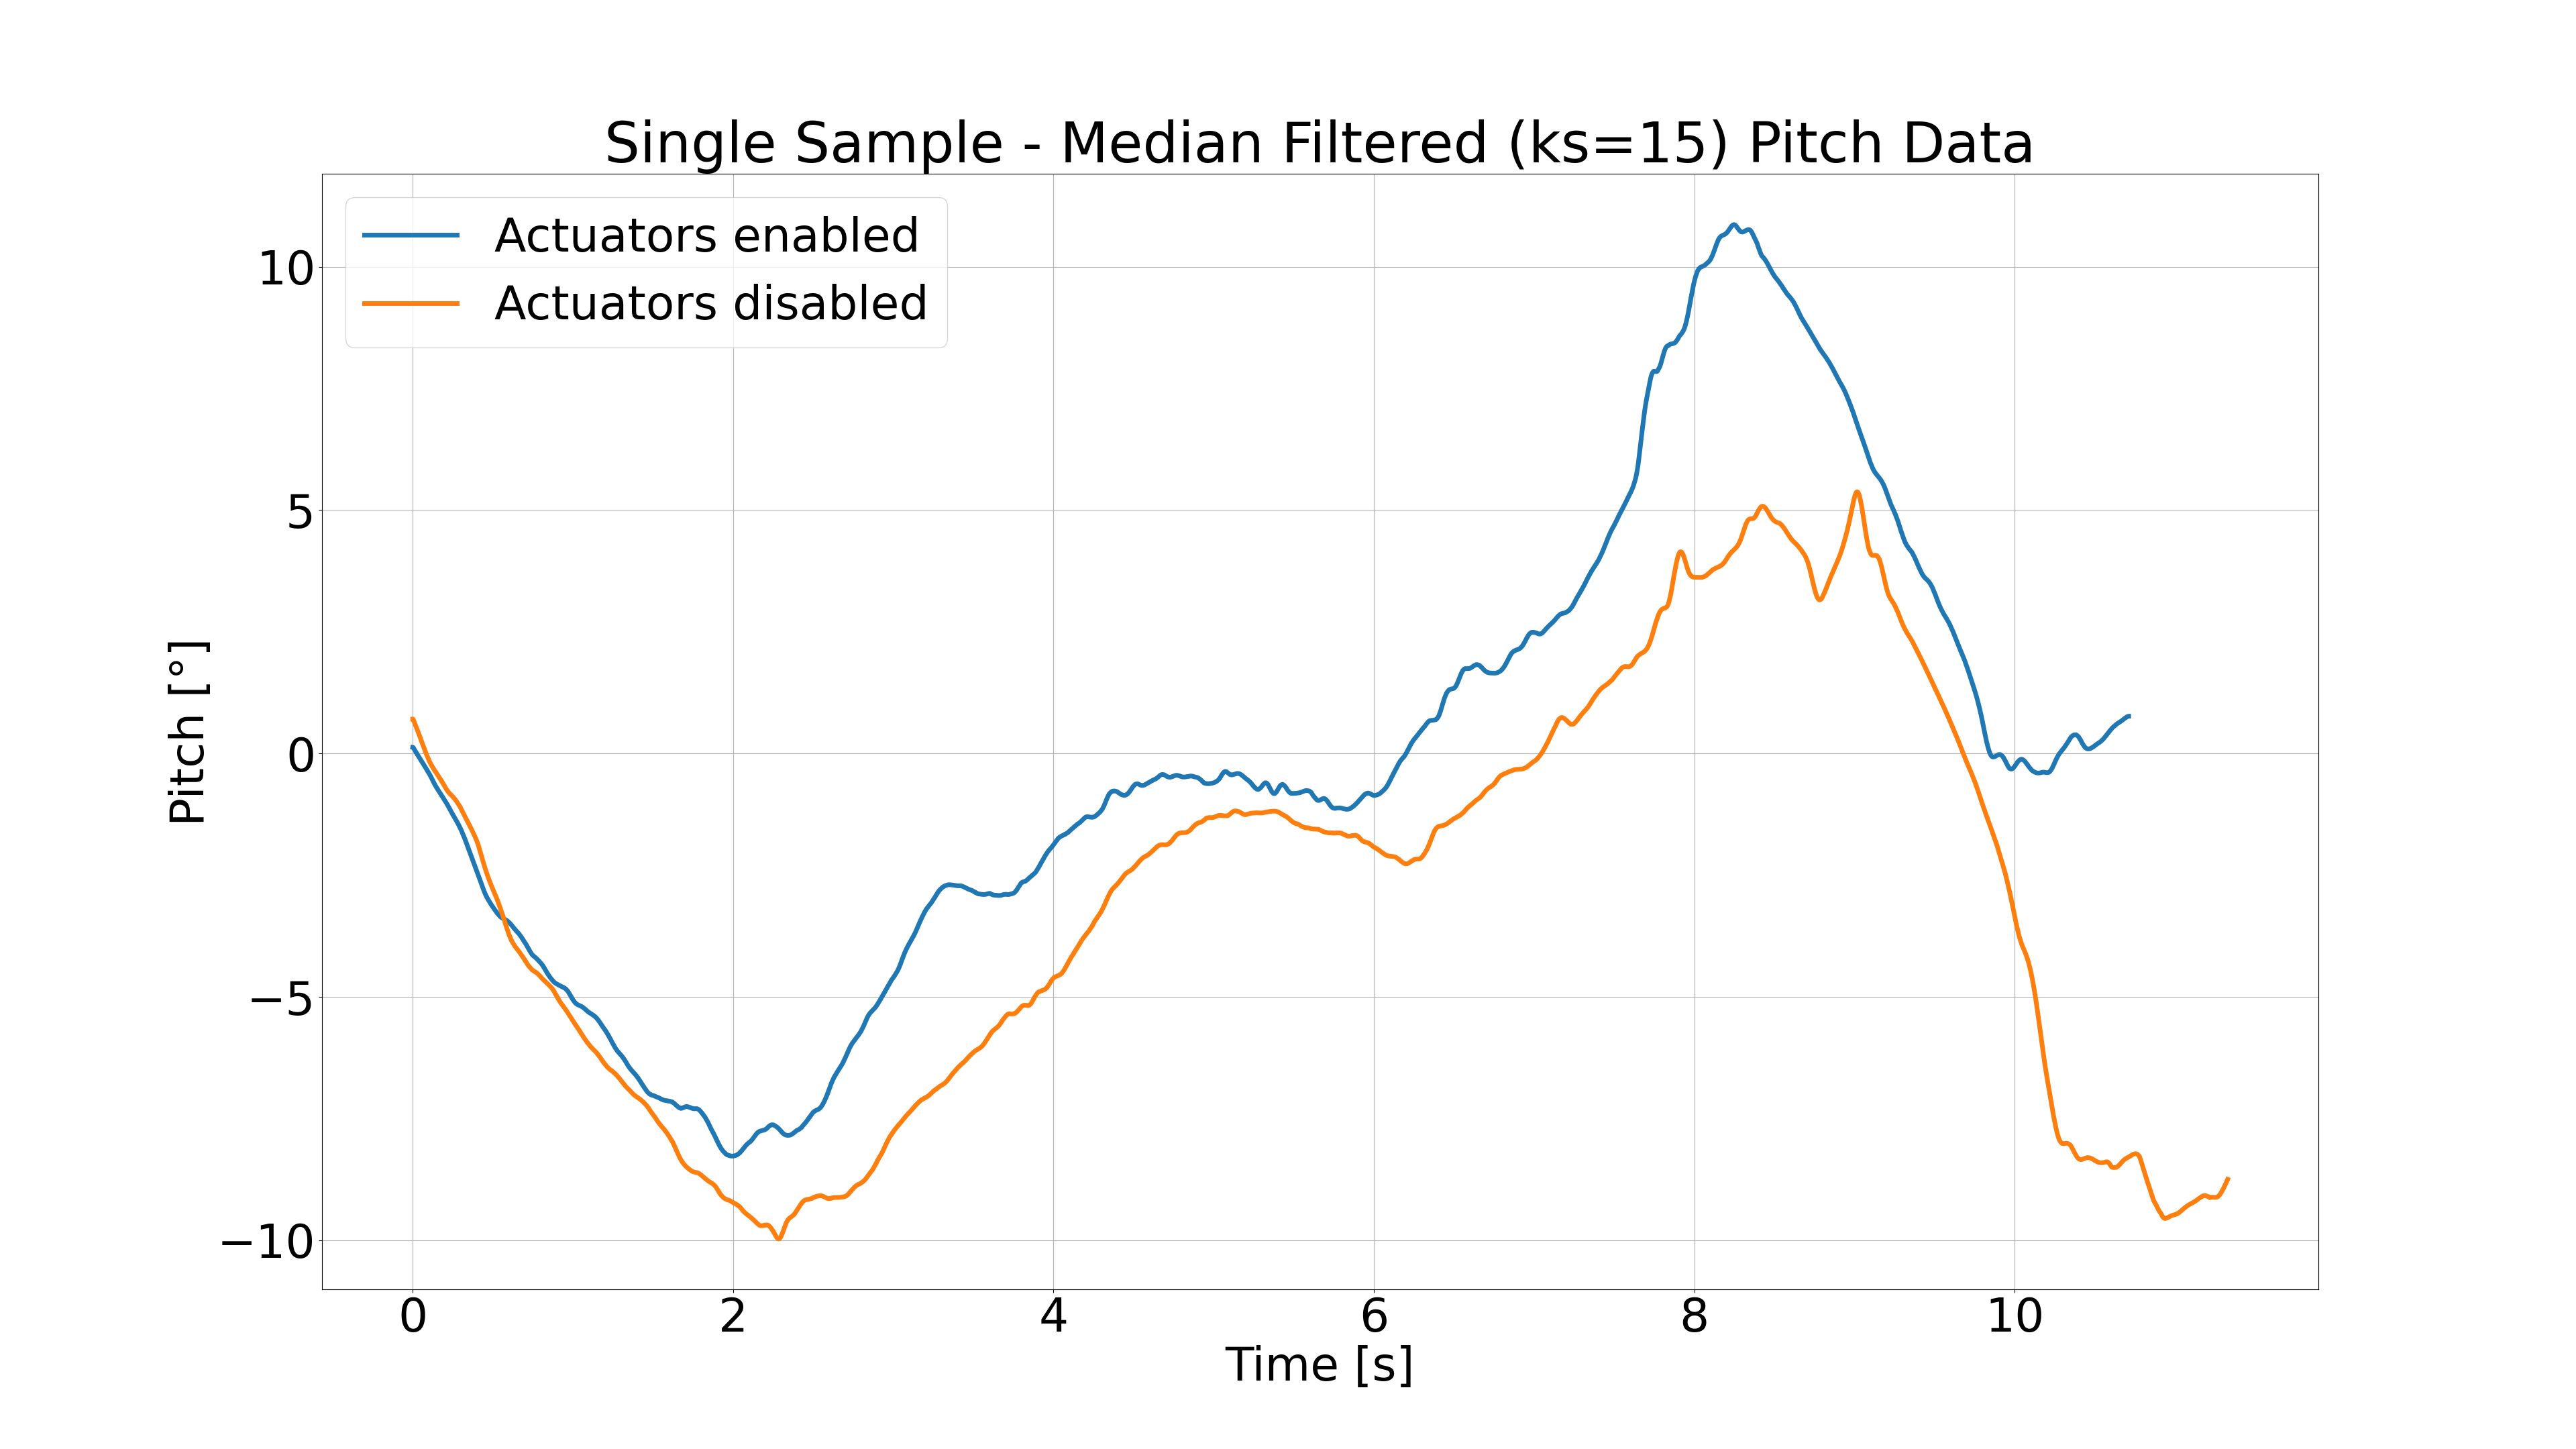 Single Sample - Median Filtered (ks=15) Pitch Data
Actuators enabled
Actuators disabled
10
5
0
−5
−10
Pitch [°]
0 2 4 6 8 10
Time [s]